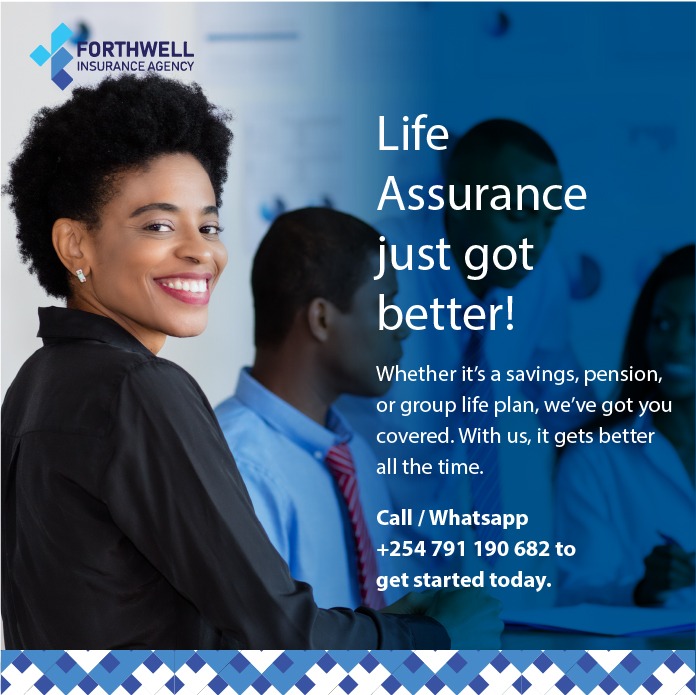 FORTHWELL
INSURANCE AGENCY
Life
Assurance
just got
better!
Whether it’s a savings, pension,
or group life plan, we’ve got you
covered. With us, it gets better
all the time.
Call / Whatsapp
+254 791 190 682 to
get started today.